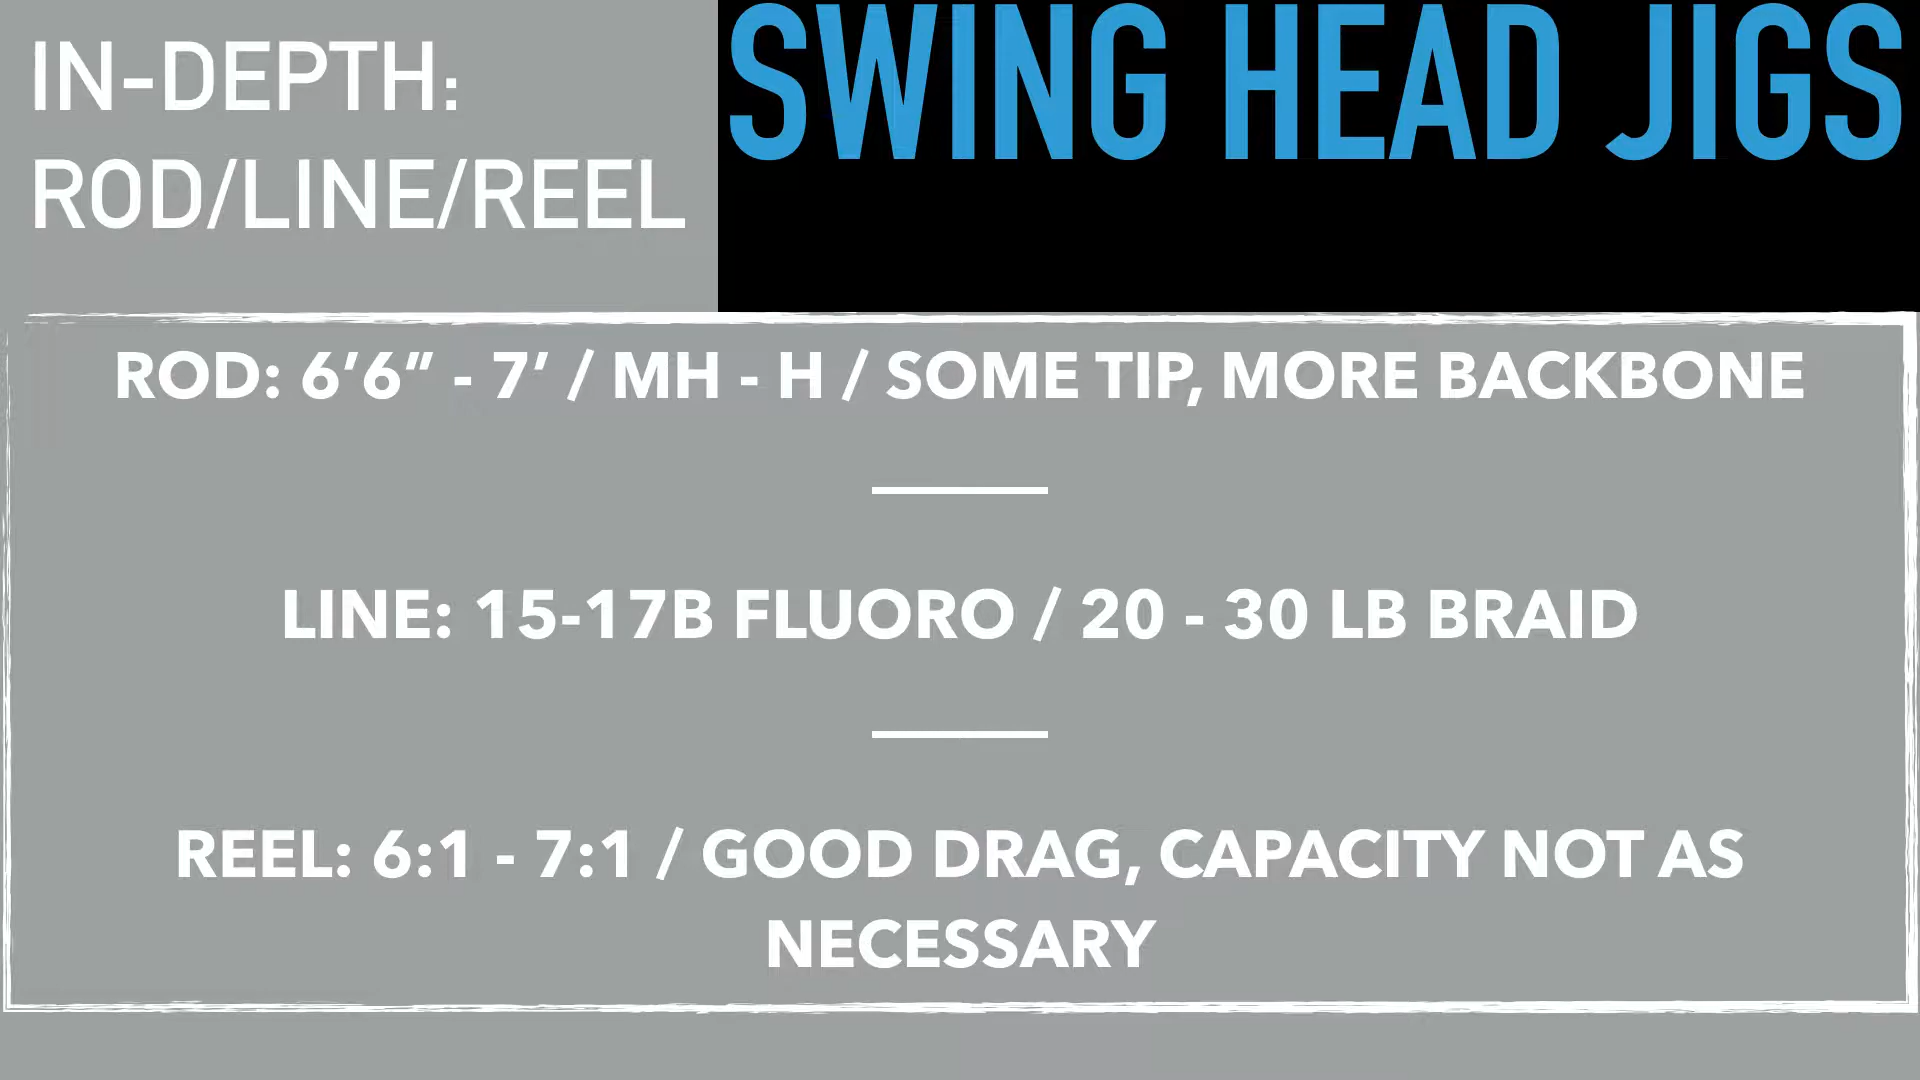 IN-DEPTH:
ROD/LINE/REEL
SWING HEAD JIGS
ROD: 6’6” - 7’ / MH - H / SOME TIP, MORE BACKBONE
LINE: 15-17B FLUORO / 20 - 30 LB BRAID
REEL: 6:1 - 7:1 / GOOD DRAG, CAPACITY NOT AS
NECESSARY